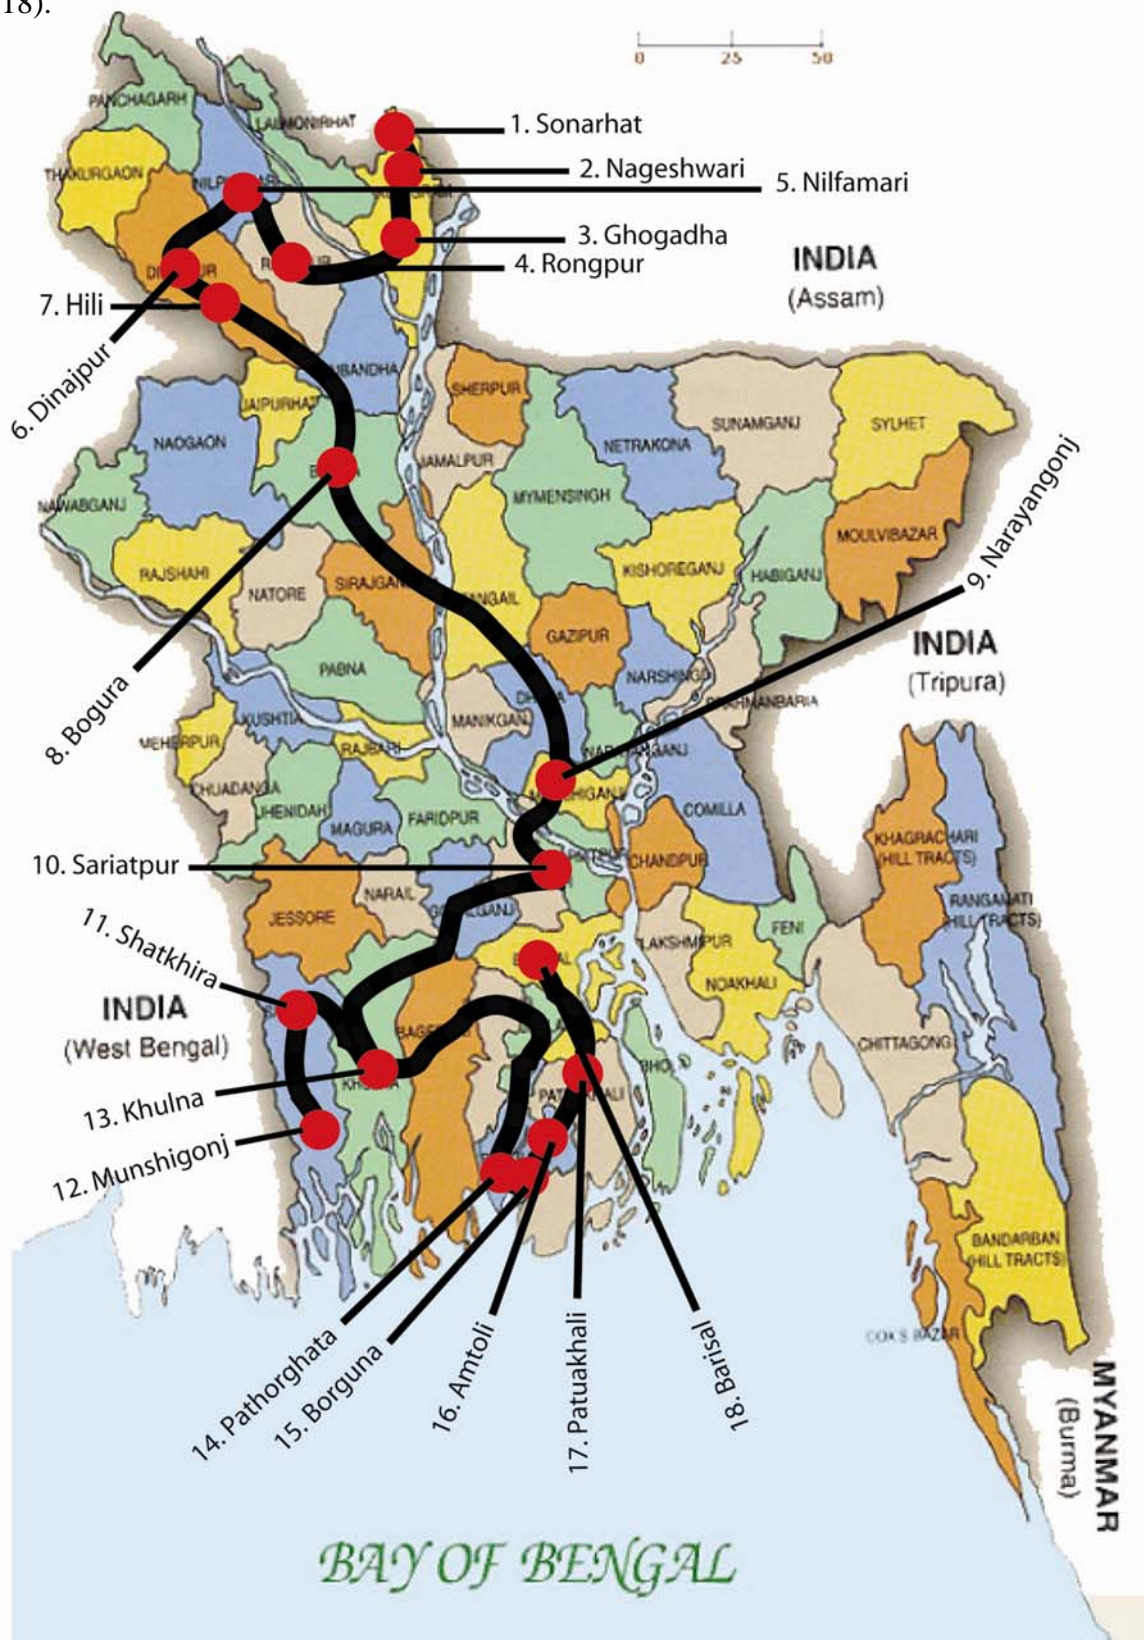 18).
0 25 50
PANCHAGARH
LALMONIRHAT
1. Sonarhat
THAKURGAON
2. Nageshwari
5. Nilfamari
3. Ghogadha
4. Rongpur
INDIA
(Assam)
7. Hili
6. Dinajpur
JAIPURHAT
SHERPUR
NAOGAON
NETRAKONA
SUNAMGANJ
SYLHET
JAMALPUR
MYMENSINGH
NAWABGANJ
MOULVIBAZAR
9. Narayangonj
RAJSHAHI
NATORE
KISHOREGANJ
HABIGANJ
GAZIPUR
INDIA
(Tripura)
PABNA
NARSHINGD
8. Bogura
KUSHTIA
MANIKGANJ
MEHERPUR
RAJBARI
CHUADANGA
JHENIDAH
MAGURA
FARIDPUR
COMILLA
KHAGRACHARI
(HILL TRACTS)
10. Sariatpur
CHANDPUR
NARAIL
JESSORE
RANGAMATI
(HILL TRACTS)
11. Shatkhira
LAKSHMIPUR
FENI
NOAKHALI
INDIA
(West Bengal)
CHITTAGONG
13. Khulna
12. Munshigonj
BANDARBAN
(HILL TRACTS)
COX'S BAZAR
14. Pathorghata
15. Borguna
16. Amtoli
17. Patuakhali
18. Barisal
MYANMAR
(Burma)
BAY OF BENGAL